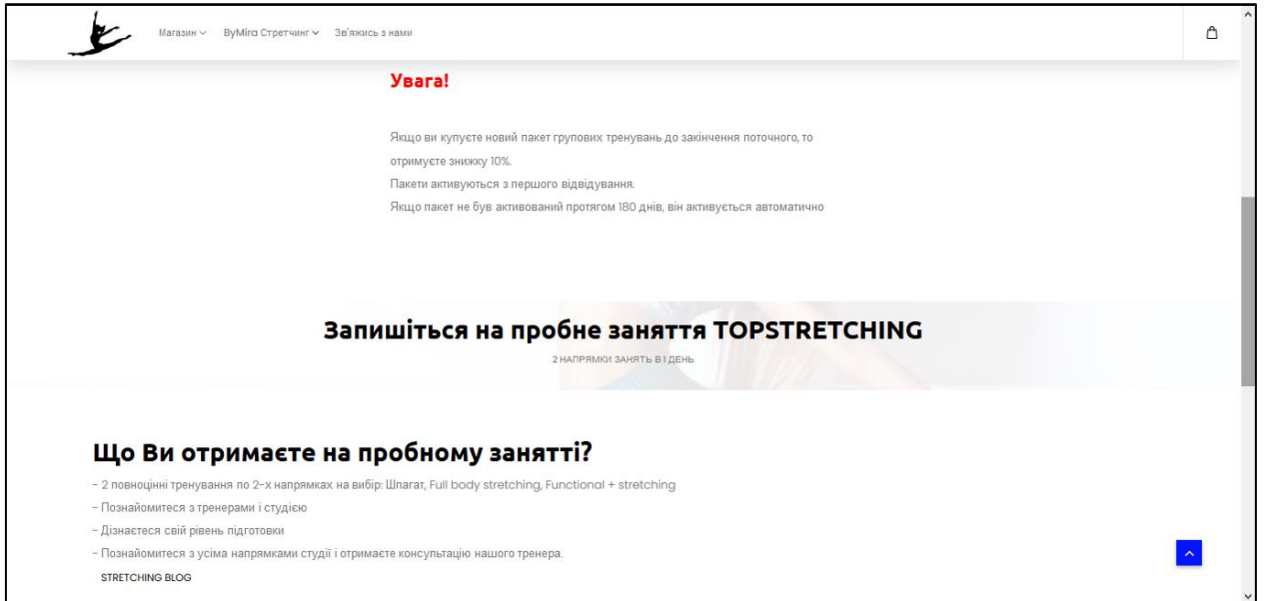 Магазин ByMira Стретчинг Зв'яжись з нами
Увага!
Якщо ви купуєте новий пакет групових тренувань до закінчення поточного, то
отримуєте знижку 10%.
Пакети активуються з першого відвідування.
Якщо пакет не був активований протягом 180 днів, він активується автоматично
Запишіться на пробне заняття TOPSTRETCHING
2 НАПРЯМКИ ЗАНЯТЬ В 1 ДЕНЬ
Що Ви отримаєте на пробному занятті?
- 2 повноцінні тренування по 2-х напрямках на вибір: Шпагат, Full body stretching, Functional + stretching
- Познайомитеся з тренерами і студією
- Дізнаєтеся свій рівень підготовки
- Познайомитеся з усіма напрямками студії і отримаєте консультацію нашого тренера.
STRETCHING BLOG